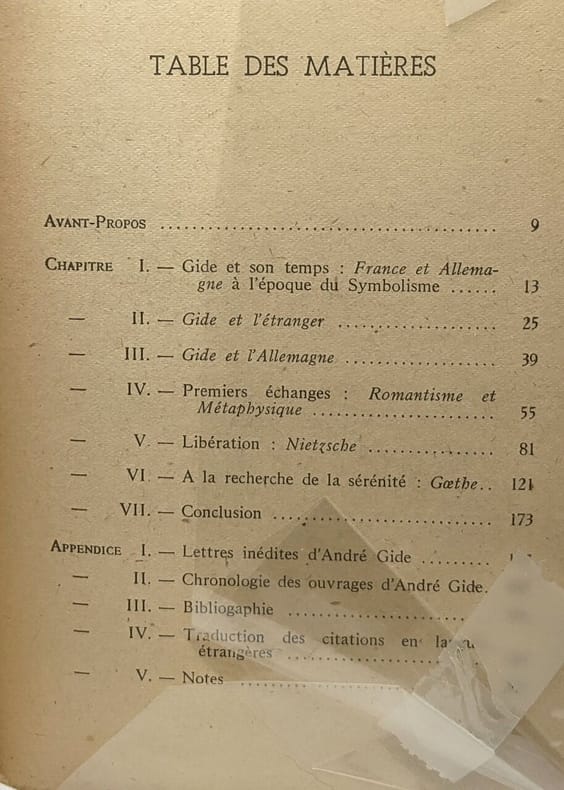 TABLE DES MATIÈRES
AVANT-PROPOS ........................................ 9
CHAPITRE I. — Gide et son temps : France et Allema-
gne à l'époque du Symbolisme ...... 13
— II. — Gide et l'étranger .................... 25
— III. — Gide et l'Allemagne ................... 39
— IV. — Premiers échanges : Romantisme et
Métaphysique ....................... 55
— V. — Libération : Nietzsche ................ 81
— VI. — A la recherche de la sérénité : Gœthe.. 121
— VII. — Conclusion ........................... 173
APPENDICE I. — Lettres inédites d'André Gide .........
— II. — Chronologie des ouvrages d'André Gide.
— III. — Bibliogaphie ..........................
— IV. — Traduction des citations en
étrangères ..........................
— V. — Notes ..........................